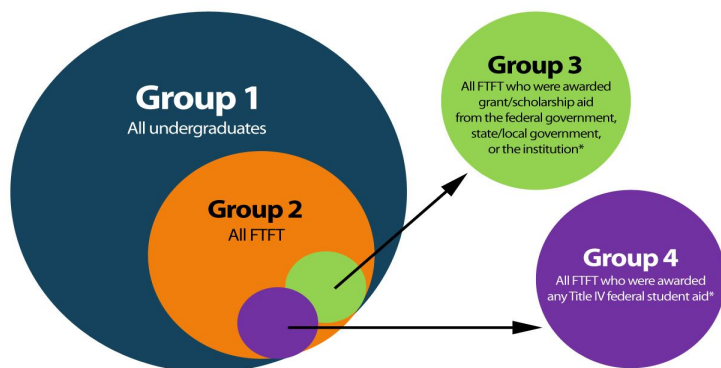 Group 1
All undergraduates
Group 2
All FTFT
Group 3
All FTFT who were awarded
grant/scholarship aid
from the federal government,
state/local government,
or the institution*
Group 4
All FTFT who were awarded
any Title IV federal student aid*